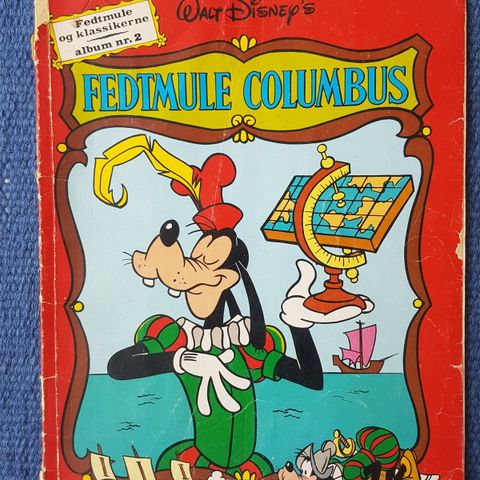 Fedtmule
og klassikerne
album nr. 2
WALT DISNEY'S
FEDTMULE COLUMBUS